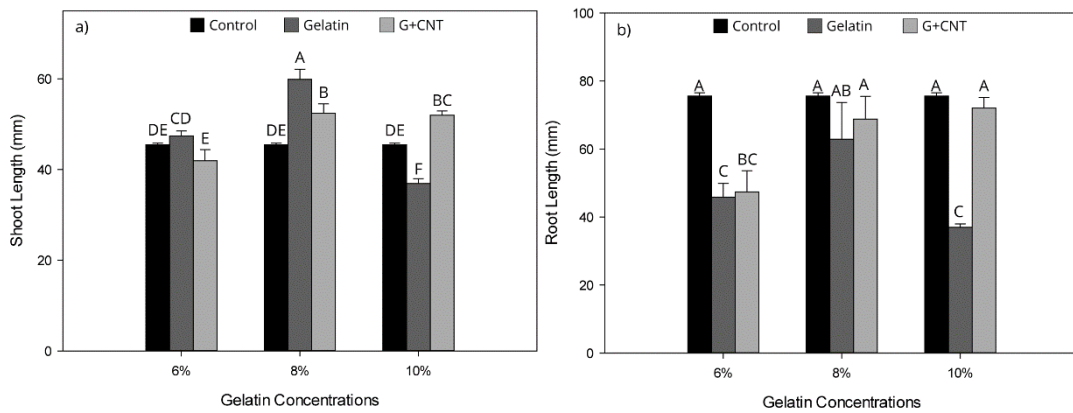 a)
Control Gelatin G+CNT
Shoot Length (mm)
60
40
20
0
DE CD E
DE A B
DE F BC
6% 8% 10%
Gelatin Concentrations
b)
Control Gelatin G+CNT
Root Length (mm)
100
80
60
40
20
0
A C BC
A AB A
A C A
6% 8% 10%
Gelatin Concentrations